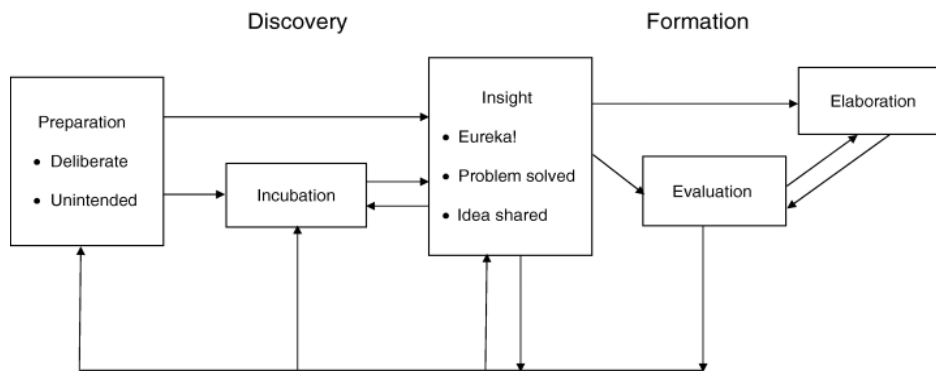 Discovery
Formation
Preparation
• Deliberate
• Unintended
Incubation
Insight
• Eureka!
• Problem solved
• Idea shared
Evaluation
Elaboration